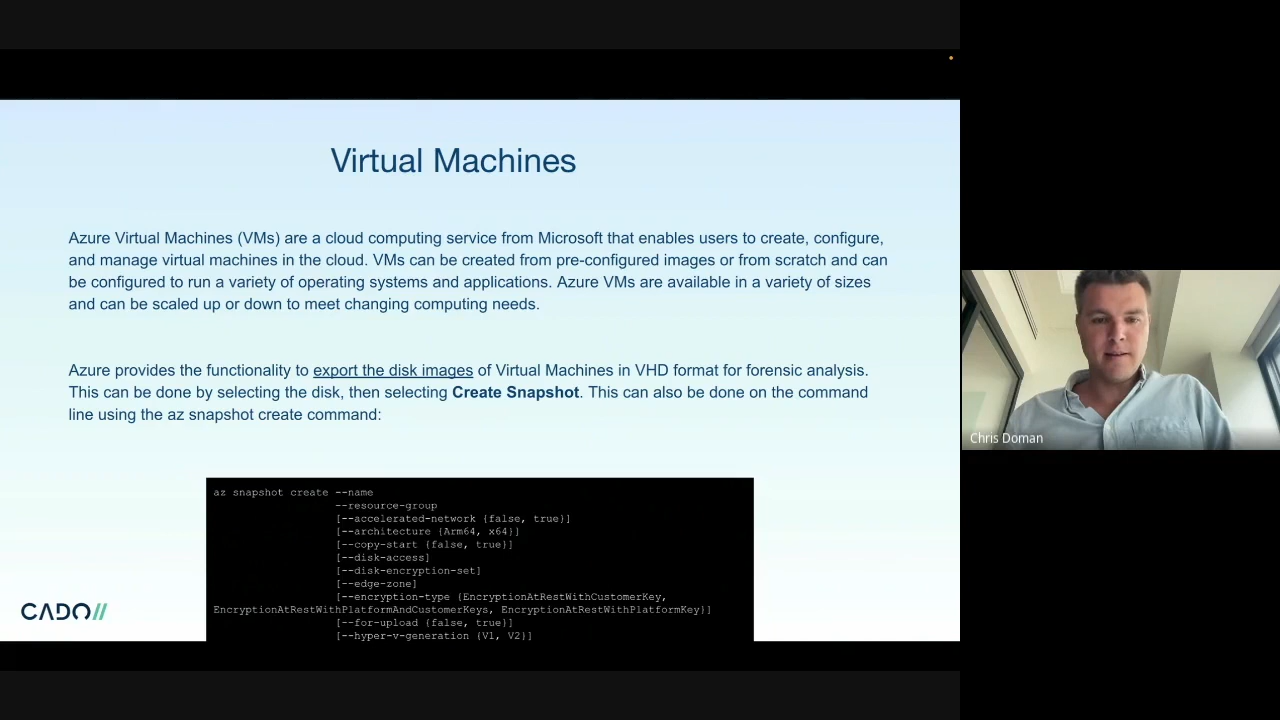 Virtual Machines
Azure Virtual Machines (VMs) are a cloud computing service from Microsoft that enables users to create, configure,
and manage virtual machines in the cloud. VMs can be created from pre-configured images or from scratch and can
be configured to run a variety of operating systems and applications. Azure VMs are available in a variety of sizes
and can be scaled up or down to meet changing computing needs.
Azure provides the functionality to export the disk images of Virtual Machines in VHD format for forensic analysis.
This can be done by selecting the disk, then selecting Create Snapshot. This can also be done on the command
line using the az snapshot create command:
az snapshot create --name
--resource-group
[--accelerated-network {false, true}]
[--architecture {Arm64, x64}]
[--copy-start {false, true}]
[--disk-access]
[--disk-encryption-set]
[--edge-zone]
[--encryption-type {EncryptionAtRestWithCustomerKey,
EncryptionAtRestWithPlatformAndCustomerKeys, EncryptionAtRestWithPlatformKey}]
[--for-upload {false, true}]
[--hyper-v-generation {V1, V2}]
CADO//
Chris Doman